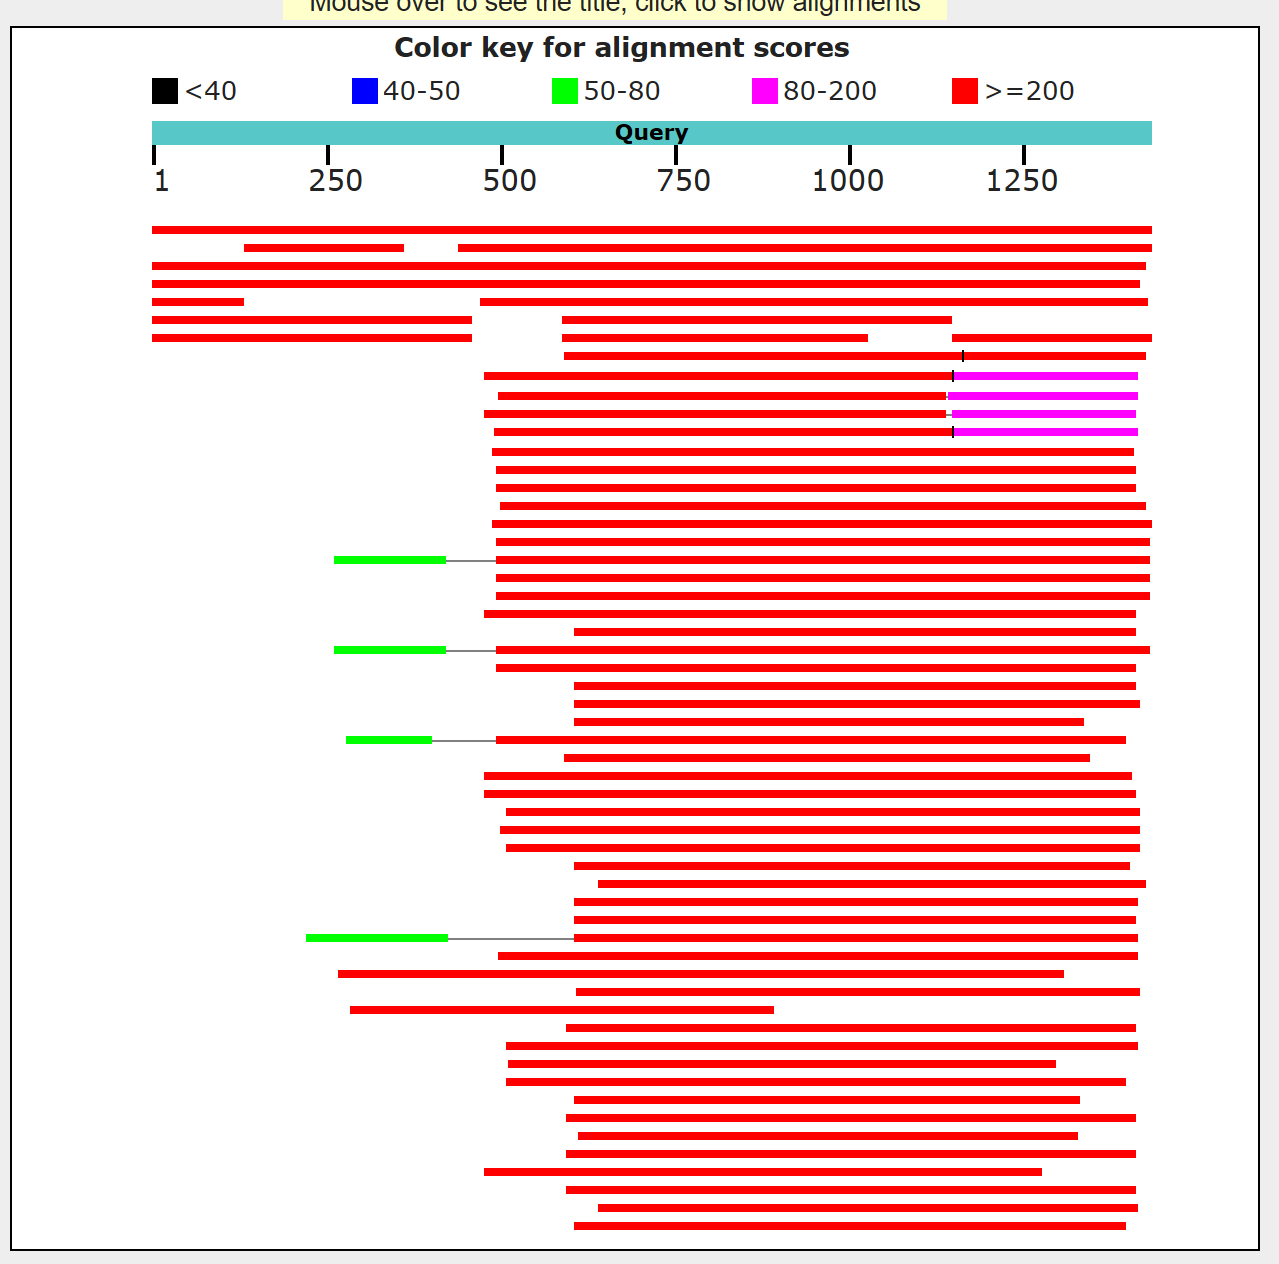 Mouse over to see the title, click to show alignments
Color key for alignment scores
<40 40-50 50-80 80-200 >=200
Query
1 250 500 750 1000 1250